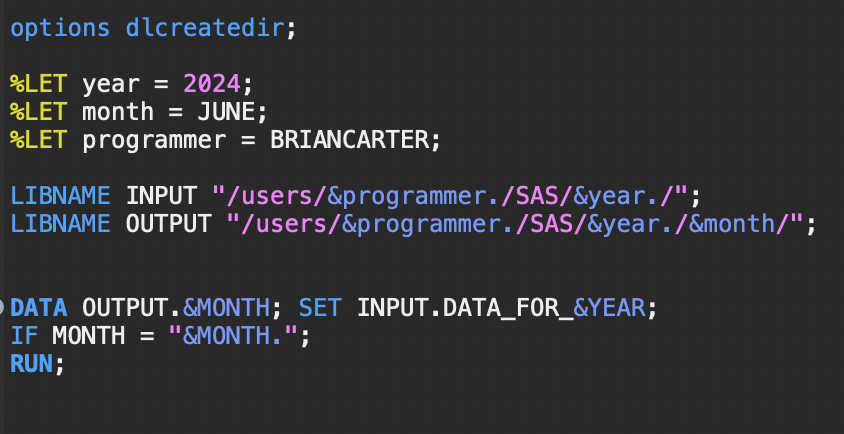 options dlcreatedir;
%LET year = 2024;
%LET month = JUNE;
%LET programmer = BRIANCARTER;
LIBNAME INPUT "/users/&programmer./SAS/&year./";
LIBNAME OUTPUT "/users/&programmer./SAS/&year./&month/";
DATA OUTPUT.&MONTH; SET INPUT.DATA_FOR_&YEAR;
IF MONTH = "&MONTH.";
RUN;